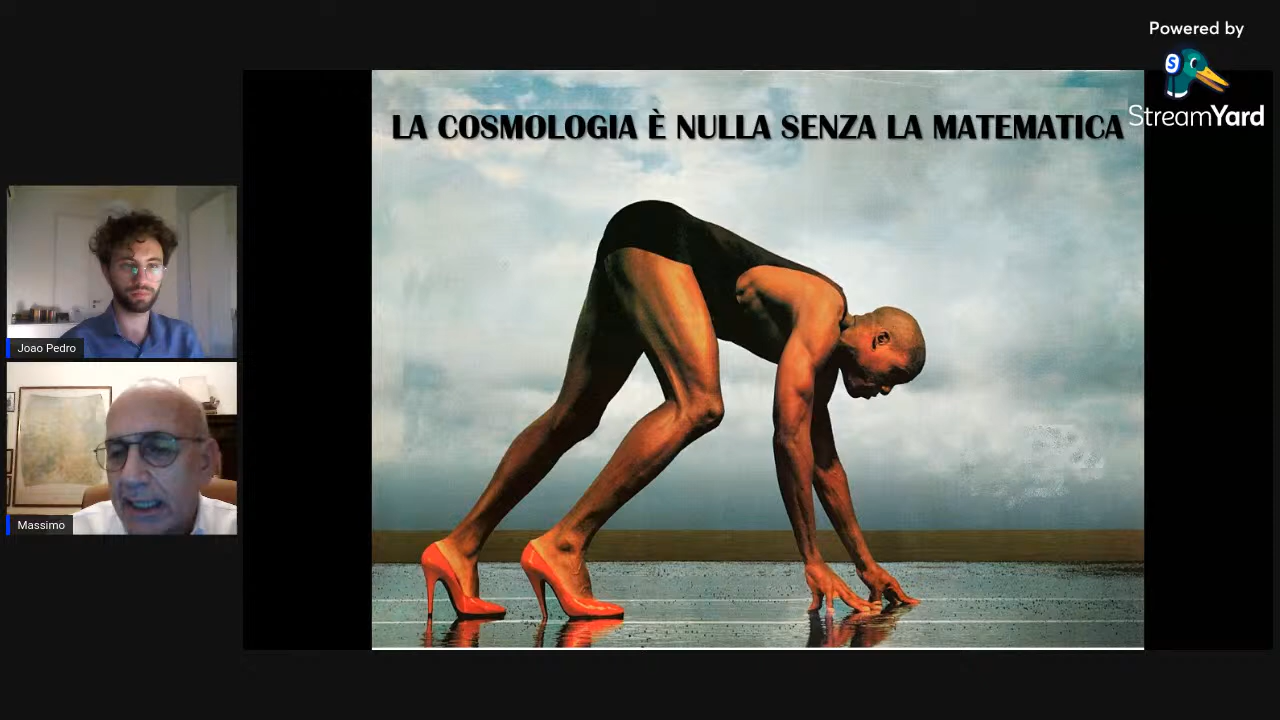 Powered by
StreamYard
LA COSMOLOGIA È NULLA SENZA LA MATEMATICA
Joao Pedro
Massimo